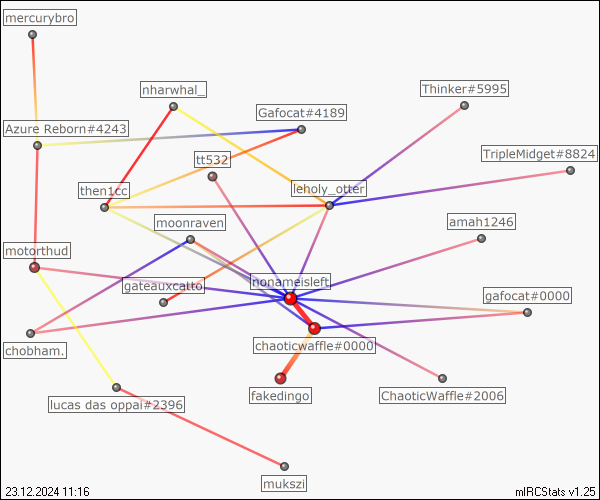 mercurybro
nharwhal_
Thinker#5995
Gafocat#4189
Azure Reborn#4243
TripleMidget#8824
tt532
then1cc
leholy_otter
moonraven
amah1246
motorthud
nonameisleft
gateauxcatto
gafocat#0000
chaoticwaffle#0000
chobham.
fakedingo
ChaoticWaffle#2006
lucas das oppai#2396
mukszi
23.12.2024 11:16
mIRCStats v1.25